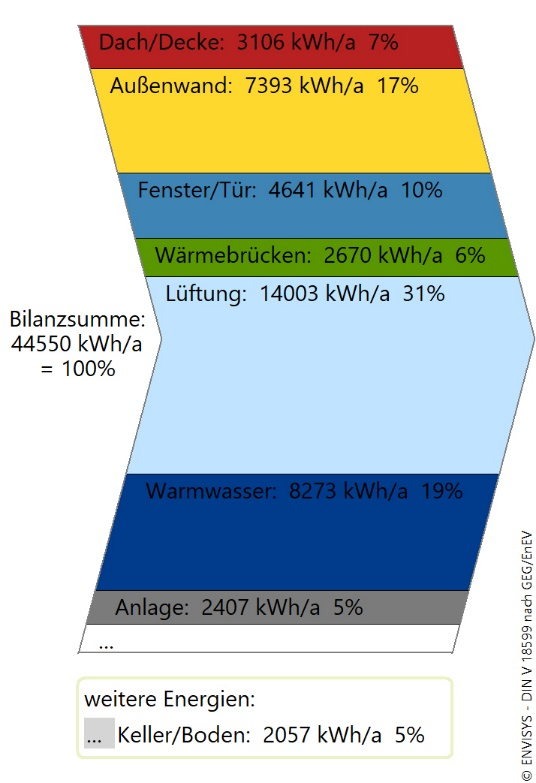 Dach/Decke: 3106 kWh/a 7%
Außenwand: 7393 kWh/a 17%
Fenster/Tür: 4641 kWh/a 10%
Wärmebrücken: 2670 kWh/a 6%
Lüftung: 14003 kWh/a 31%
Bilanzsumme:
44550 kWh/a
= 100%
Warmwasser: 8273 kWh/a 19%
Anlage: 2407 kWh/a 5%
...
weitere Energien:
... Keller/Boden: 2057 kWh/a 5%
© ENVISYS - DIN V 18599 nach GEG/EnEV